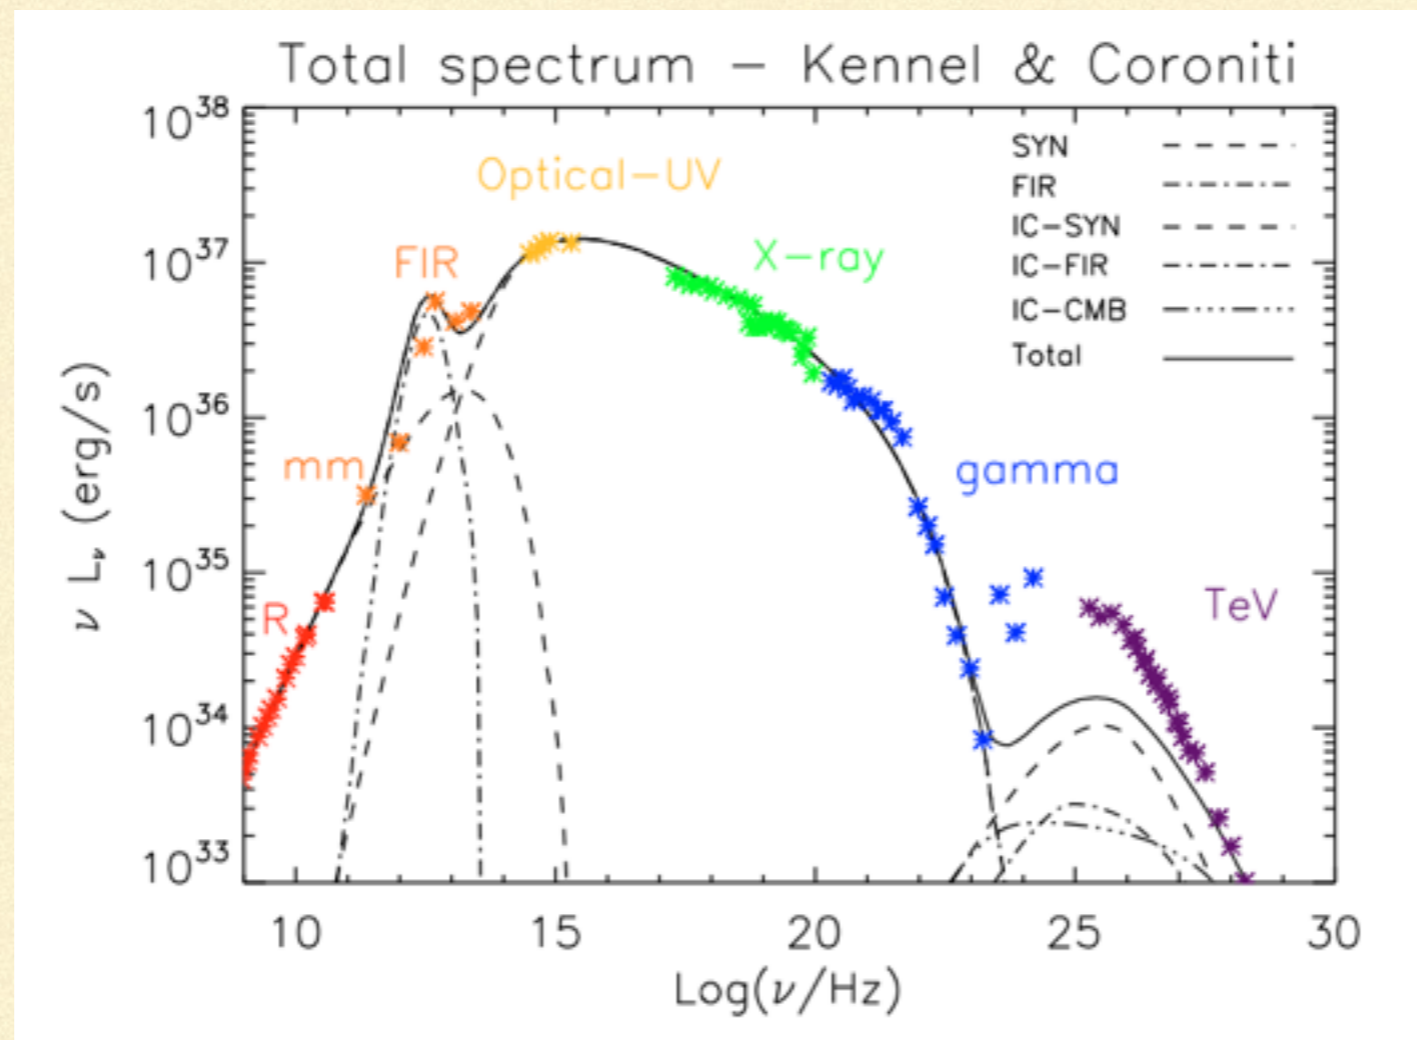 Total spectrum – Kennel & Coroniti
10^38
10^37
10^36
10^35
10^34
10^33
ν L_ν (erg/s)
R
mm
FIR
Optical–UV
X–ray
gamma
TeV
SYN
FIR
IC–SYN
IC–FIR
IC–CMB
Total
10 15 20 25 30
Log(ν/Hz)